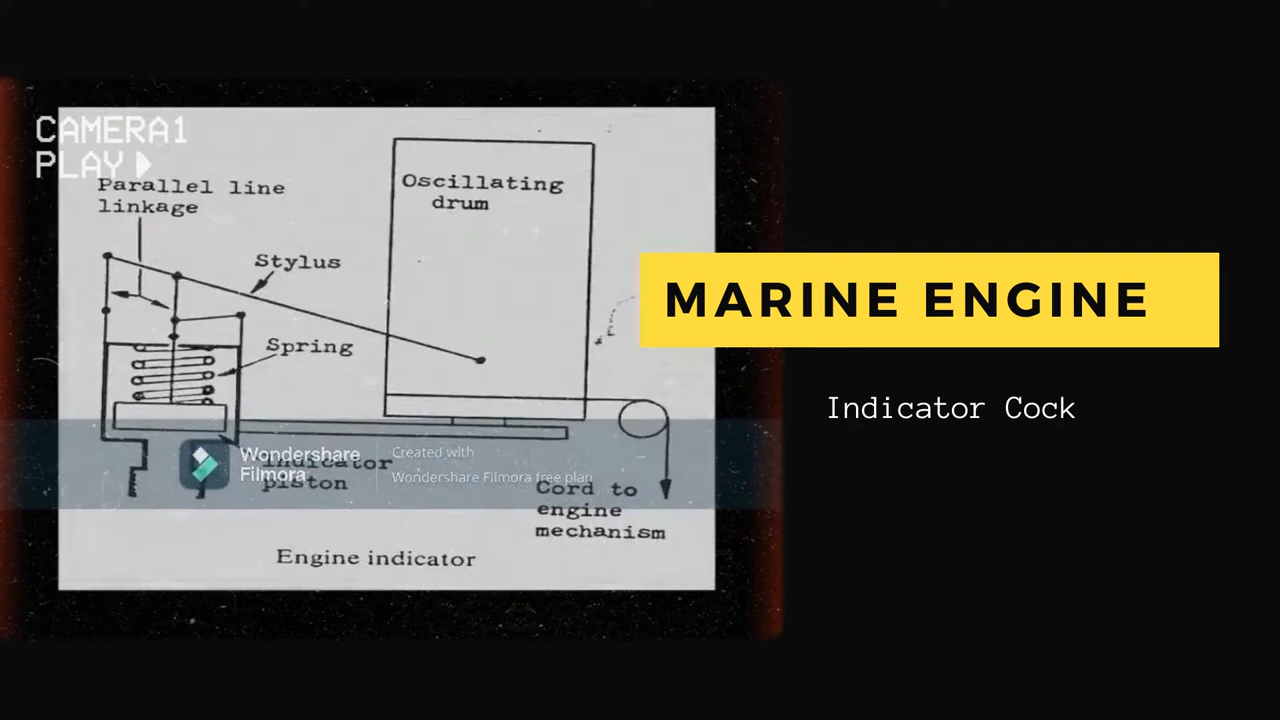 CAMERA1
PLAY
Parallel line
linkage
Oscillating
drum
Stylus
Spring
Indicator
piston
Cord to
engine
mechanism
Engine indicator
Wondershare
Filmora
Created with
Wondershare Filmora free plan
MARINE ENGINE
Indicator Cock